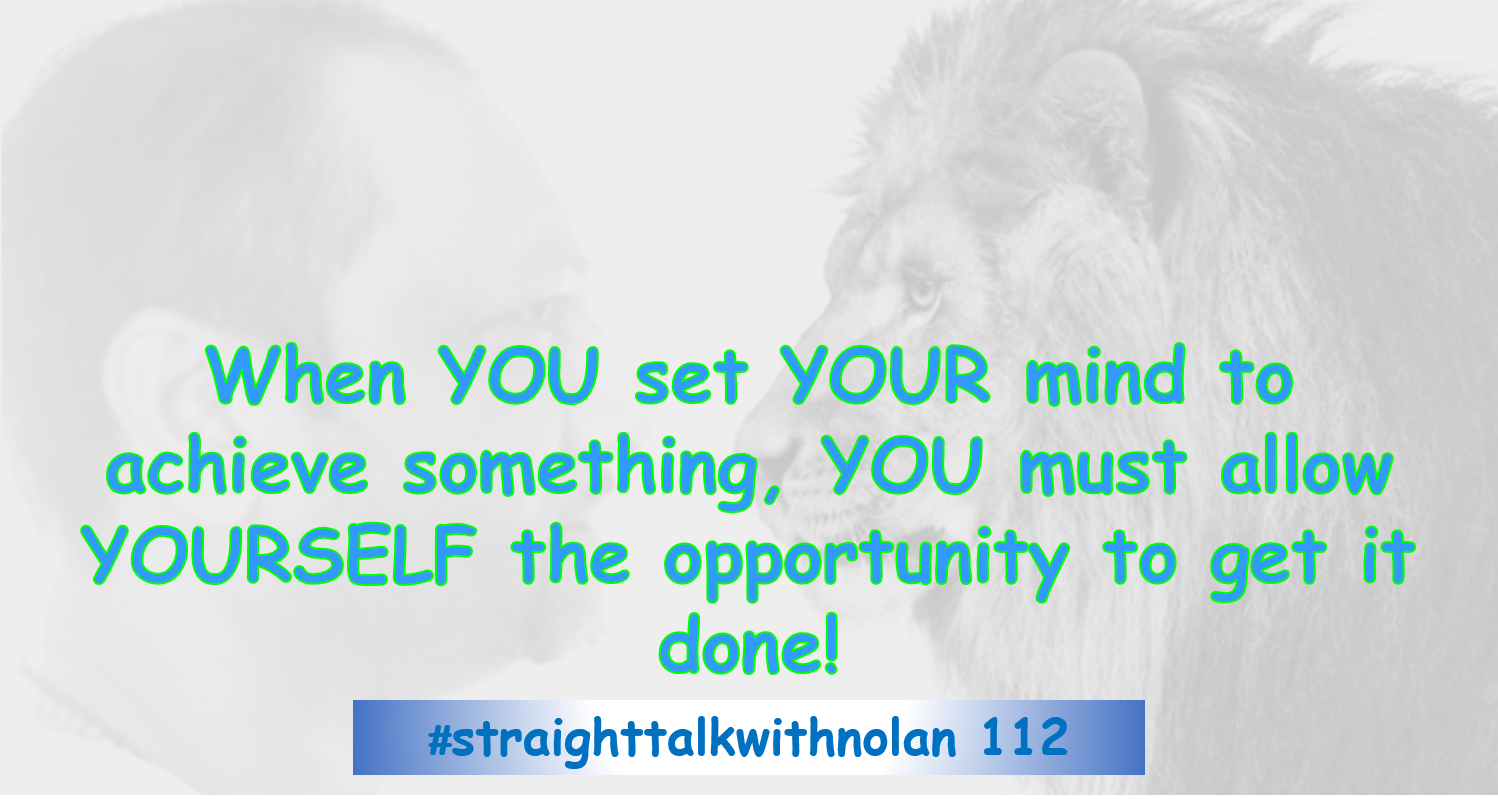 When YOU set YOUR mind to
achieve something, YOU must allow
YOURSELF the opportunity to get it
done!
#straighttalkwithnolan 112